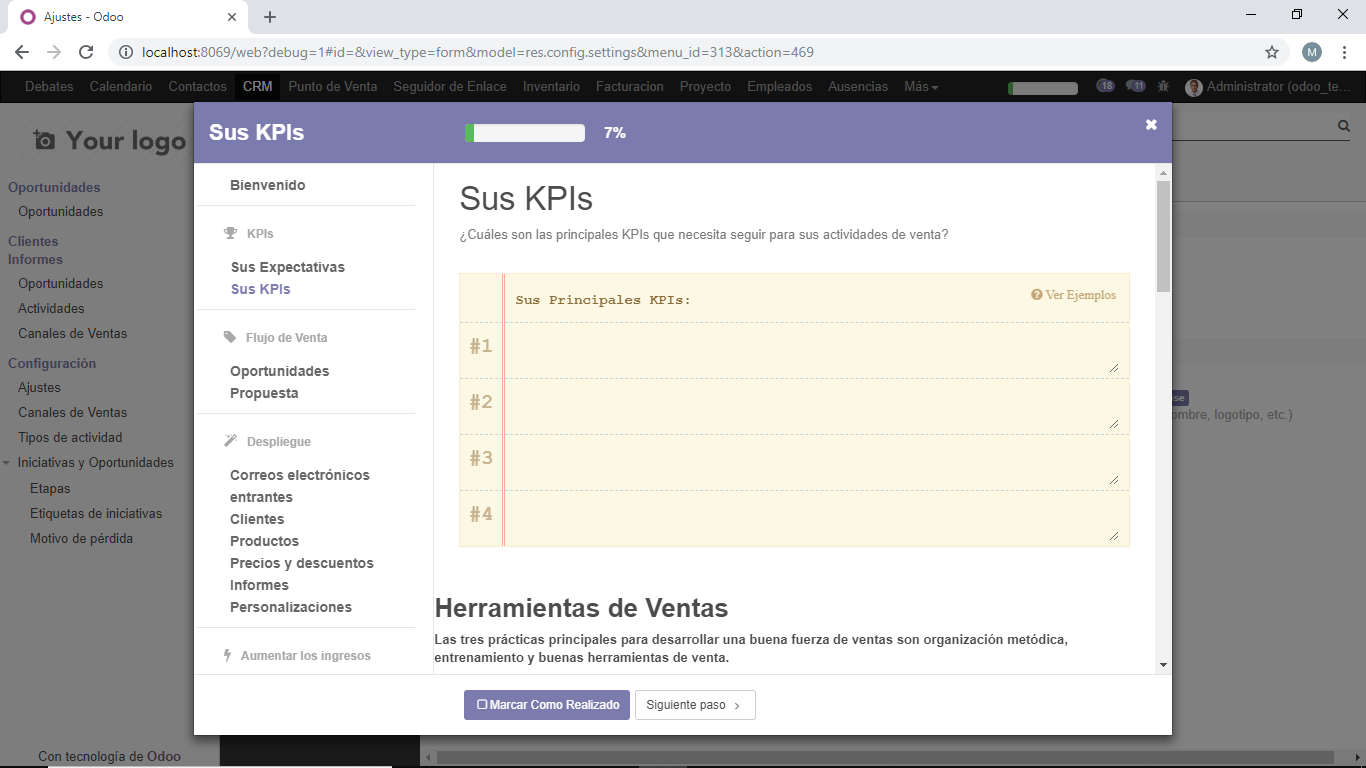 Ajustes - Odoo
localhost:8069/web?debug=1#id=&view_type=form&model=res.config.settings&menu_id=313&action=469
M
Debates Calendario Contactos CRM Punto de Venta Seguidor de Enlace Inventario Facturacion Proyecto Empleados Ausencias Más 18 11 Administrator (odoo_te...
Your logo
Oportunidades
Oportunidades
Clientes
Informes
Oportunidades
Actividades
Canales de Ventas
Configuración
Ajustes
Canales de Ventas
Tipos de actividad
Iniciativas y Oportunidades
Etapas
Etiquetas de iniciativas
Motivo de pérdida
Con tecnología de Odoo
Sus KPIs 7%
Bienvenido
KPIs
Sus Expectativas
Sus KPIs
Flujo de Venta
Oportunidades
Propuesta
Despliegue
Correos electrónicos
entrantes
Clientes
Productos
Precios y descuentos
Informes
Personalizaciones
Aumentar los ingresos
Sus KPIs
¿Cuáles son las principales KPIs que necesita seguir para sus actividades de venta?
Sus Principales KPIs: Ver Ejemplos
#1
#2
#3
#4
Herramientas de Ventas
Las tres prácticas principales para desarrollar una buena fuerza de ventas son organización metódica,
entrenamiento y buenas herramientas de venta.
Marcar Como Realizado Siguiente paso
logotipo, etc.)